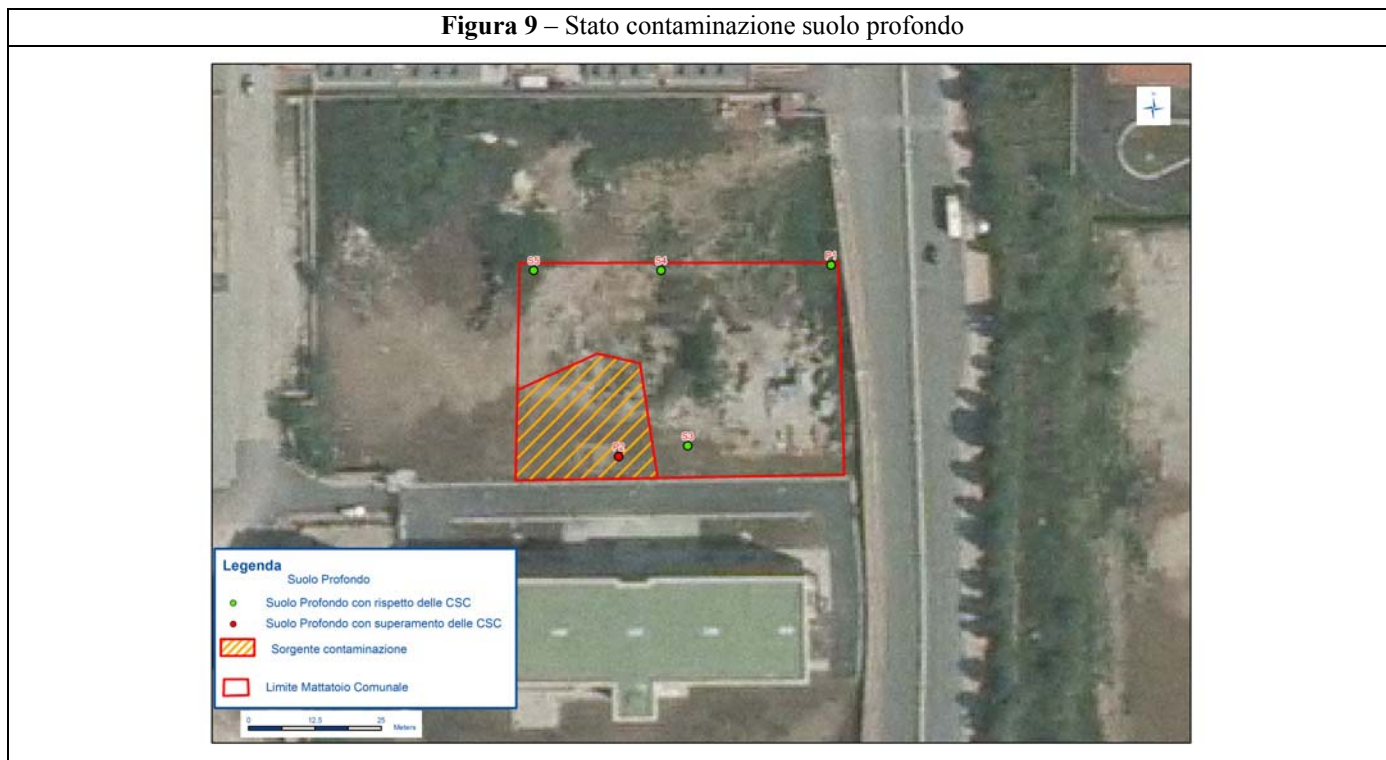 Figura 9 – Stato contaminazione suolo profondo
S5
S4
P1
S3
P2
Legenda
Suolo Profondo
Suolo Profondo con rispetto delle CSC
Suolo Profondo con superamento delle CSC
Sorgente contaminazione
Limite Mattatoio Comunale
0 12,5 25
Meters